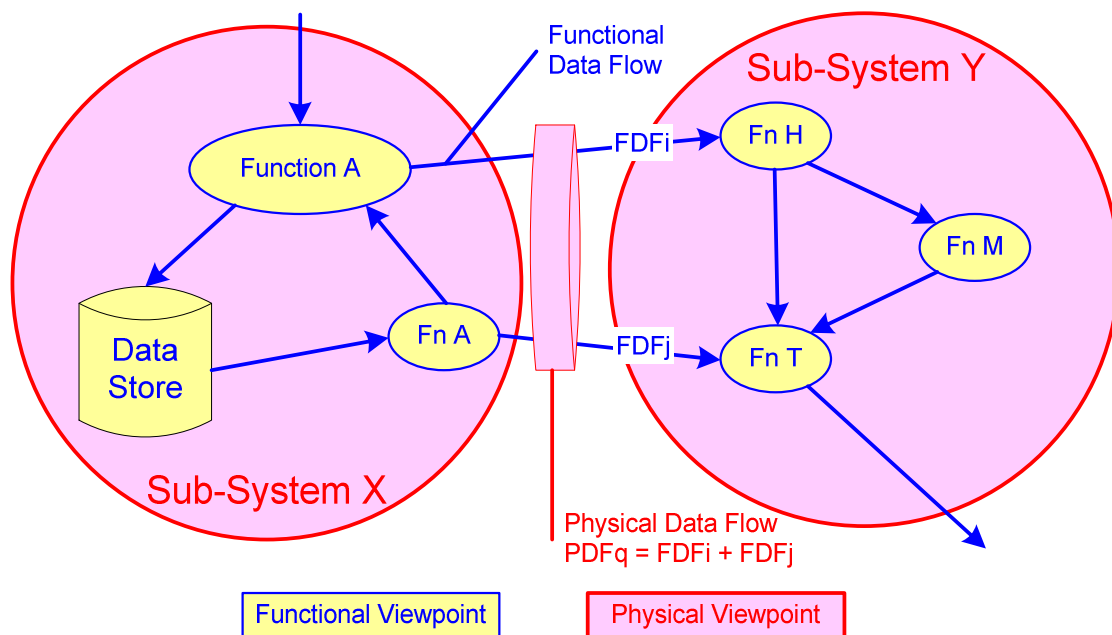 Functional
Data Flow
Sub-System Y
Function A
FDFi
Fn H
Fn M
Data
Store
Fn A
FDFj
Fn T
Sub-System X
Physical Data Flow
PDFq = FDFi + FDFj
Functional Viewpoint
Physical Viewpoint